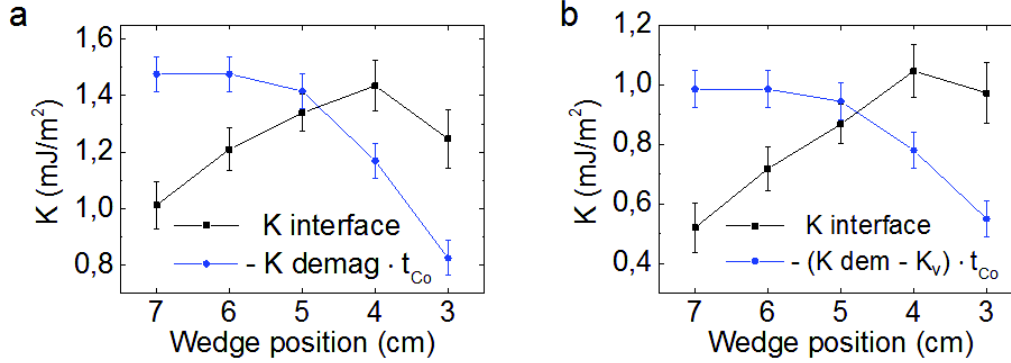 a
1,6
1,4
1,2
1,0
0,8
K (mJ/m²)
K interface
- K demag · t_Co
7 6 5 4 3
Wedge position (cm)
b
1,2
1,0
0,8
0,6
0,4
K (mJ/m²)
K interface
- (K dem - K_v) · t_Co
7 6 5 4 3
Wedge position (cm)